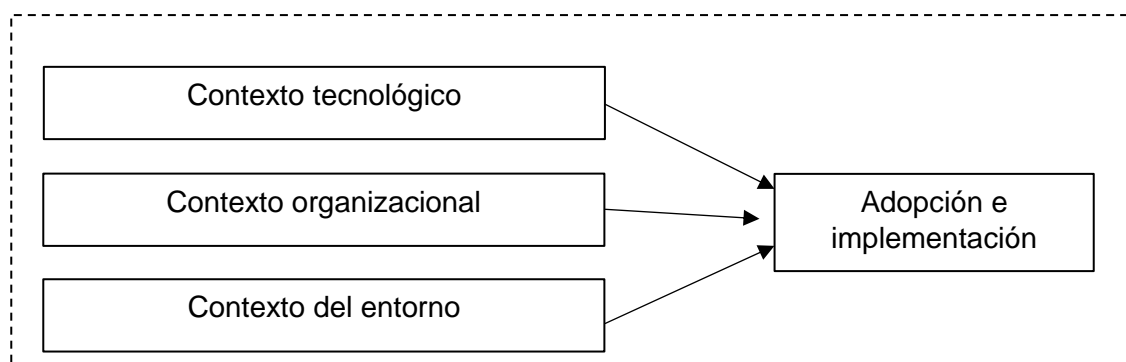 Contexto tecnológico
Contexto organizacional
Contexto del entorno
Adopción e
implementación